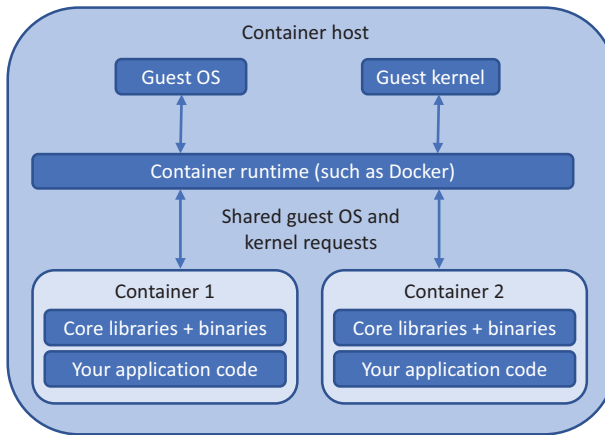 Container host
Guest OS
Guest kernel
Container runtime (such as Docker)
Shared guest OS and
kernel requests
Container 1
Core libraries + binaries
Your application code
Container 2
Core libraries + binaries
Your application code